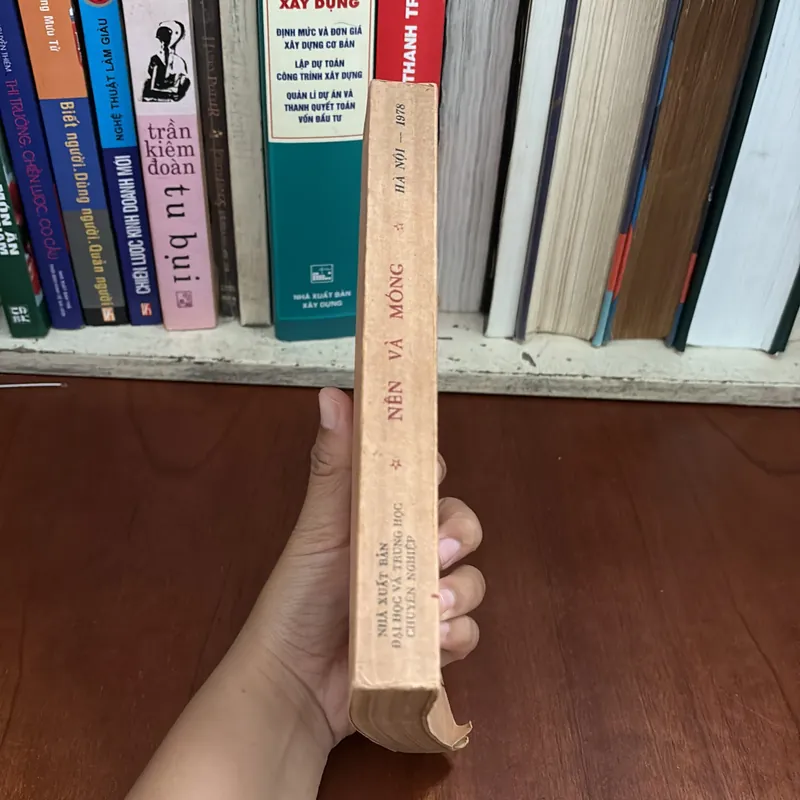 NHÀ XUẤT BẢN
ĐẠI HỌC VÀ TRUNG HỌC
CHUYÊN NGHIỆP
NỀN VÀ MÓNG
HÀ NỘI — 1978
THỊ TRƯỜNG, CHIẾN LƯỢC, CƠ CẤU
Mưu Tử
Biết người. Dùng người. Quản người
NGHỆ THUẬT LÀM GIÀU
CHIẾN LƯỢC KINH DOANH MỚI
trần
kiêm
đoàn
tu bụi
XÂY DỰNG
ĐỊNH MỨC VÀ ĐƠN GIÁ
XÂY DỰNG CƠ BẢN
LẬP DỰ TOÁN
CÔNG TRÌNH XÂY DỰNG
QUẢN LÍ DỰ ÁN VÀ
THANH QUYẾT TOÁN
VỐN ĐẦU TƯ
NHÀ XUẤT BẢN
XÂY DỰNG
THANH TR